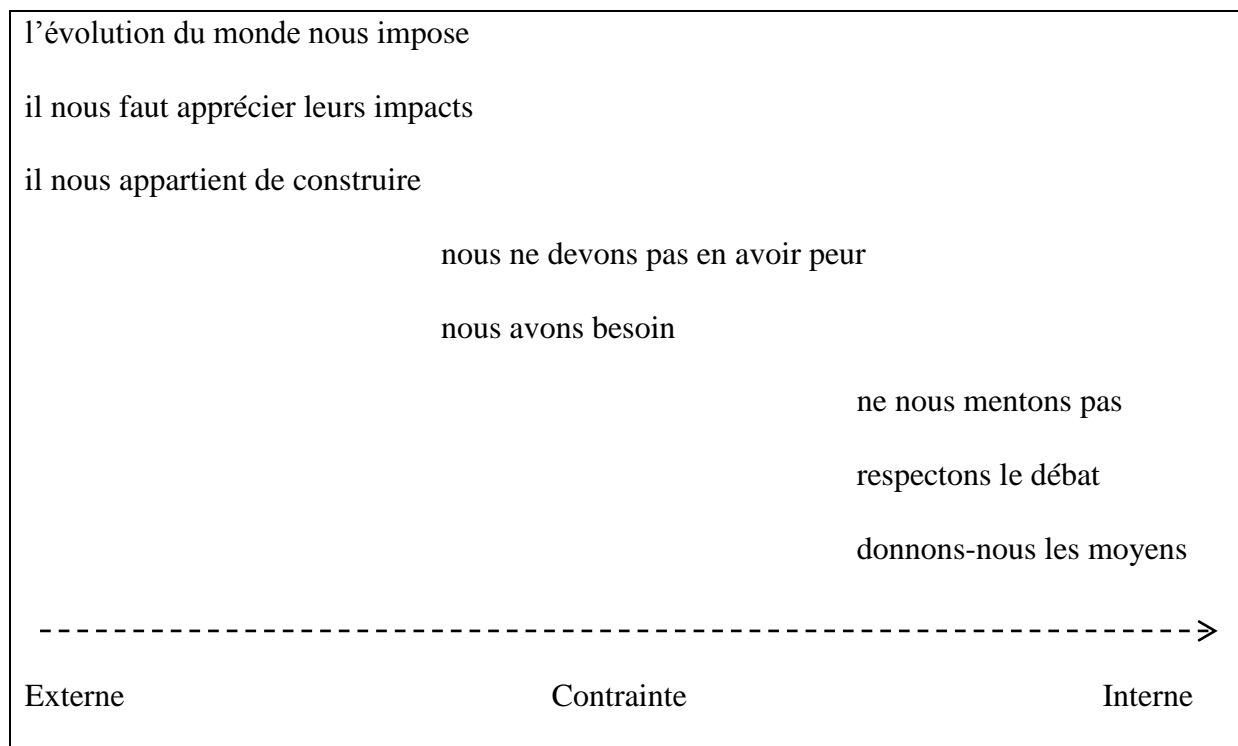 l’évolution du monde nous impose
il nous faut apprécier leurs impacts
il nous appartient de construire
nous ne devons pas en avoir peur
nous avons besoin
ne nous mentons pas
respectons le débat
donnons-nous les moyens
Externe Contrainte Interne